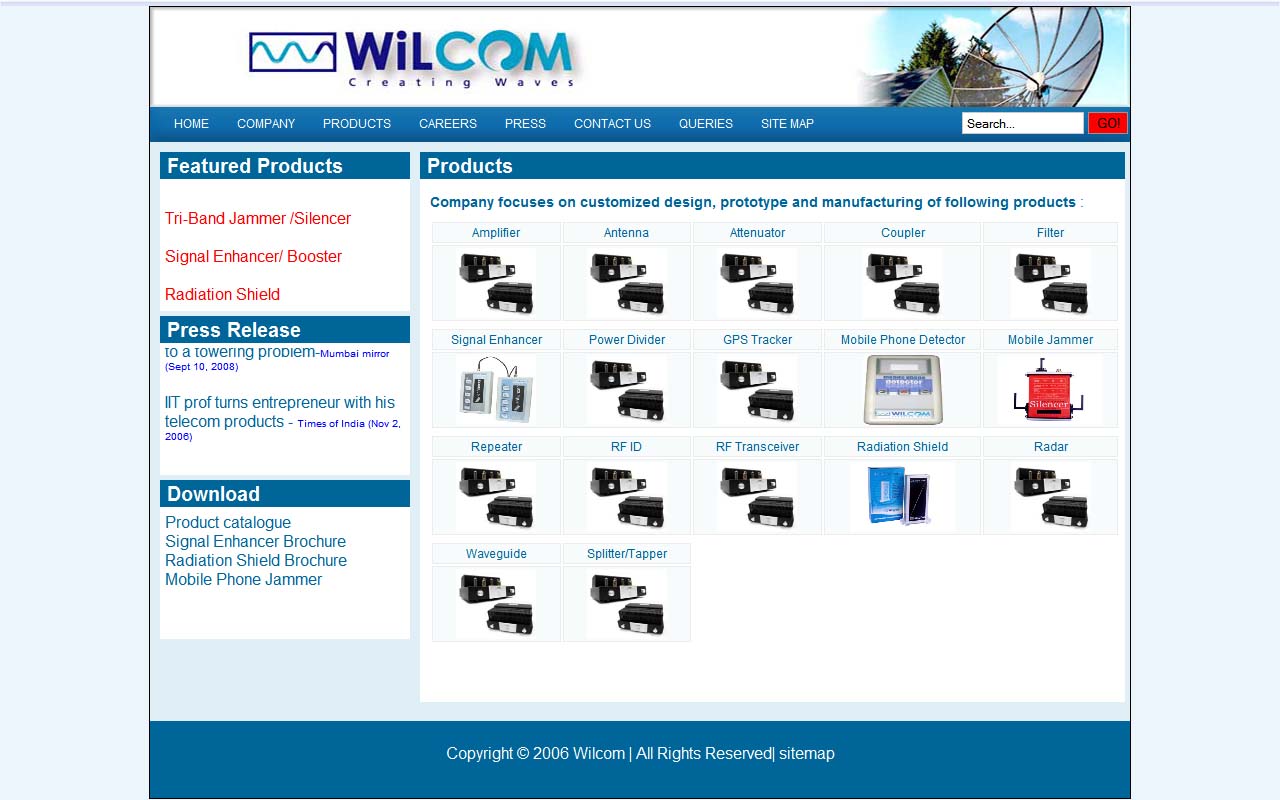 WiLCOM
Creating Waves
HOME COMPANY PRODUCTS CAREERS PRESS CONTACT US QUERIES SITE MAP Search... GO!
Featured Products
Tri-Band Jammer /Silencer
Signal Enhancer/ Booster
Radiation Shield
Press Release
to a towering problem-Mumbai mirror
(Sept 10, 2008)
IIT prof turns entrepreneur with his
telecom products - Times of India (Nov 2,
2006)
Download
Product catalogue
Signal Enhancer Brochure
Radiation Shield Brochure
Mobile Phone Jammer
Products
Company focuses on customized design, prototype and manufacturing of following products :
Amplifier Antenna Attenuator Coupler Filter
Signal Enhancer Power Divider GPS Tracker Mobile Phone Detector Mobile Jammer
Detector
WILCOM
Silencer
Repeater RF ID RF Transceiver Radiation Shield Radar
Waveguide Splitter/Tapper
Copyright © 2006 Wilcom | All Rights Reserved| sitemap